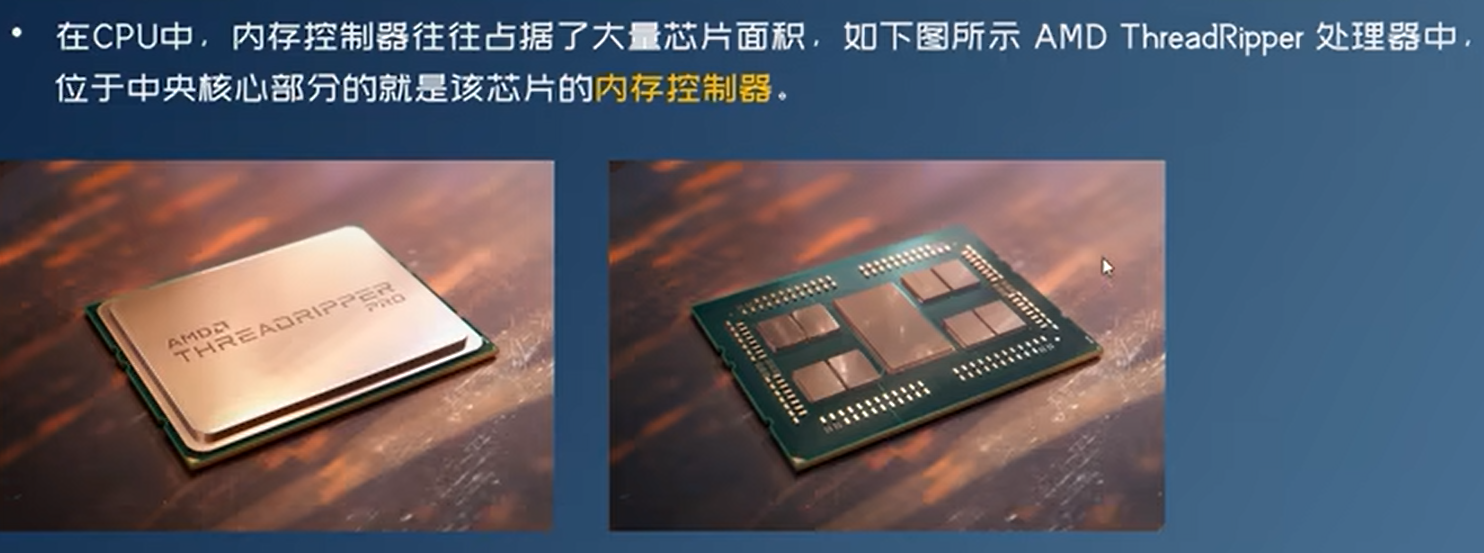 • 在CPU中，内存控制器往往占据了大量芯片面积，如下图所示 AMD ThreadRipper 处理器中，
位于中央核心部分的就是该芯片的内存控制器。
AMD
THREADRIPPER
PRO